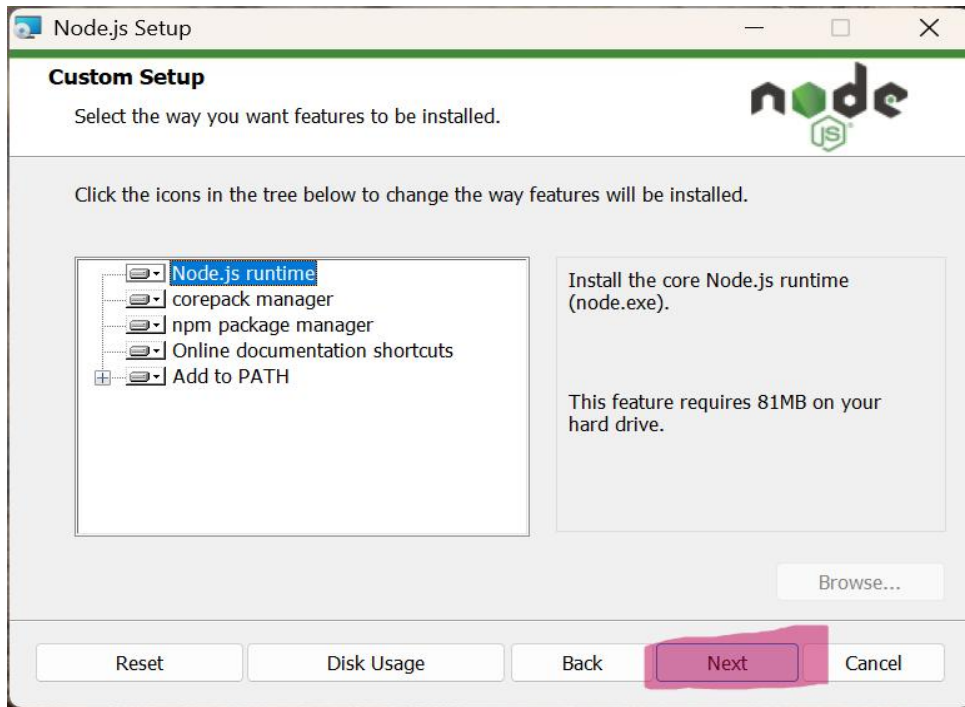 Node.js Setup
Custom Setup
Select the way you want features to be installed.
node
JS
Click the icons in the tree below to change the way features will be installed.
Node.js runtime
corepack manager
npm package manager
Online documentation shortcuts
Add to PATH
Install the core Node.js runtime
(node.exe).
This feature requires 81MB on your
hard drive.
Browse...
Reset
Disk Usage
Back
Next
Cancel